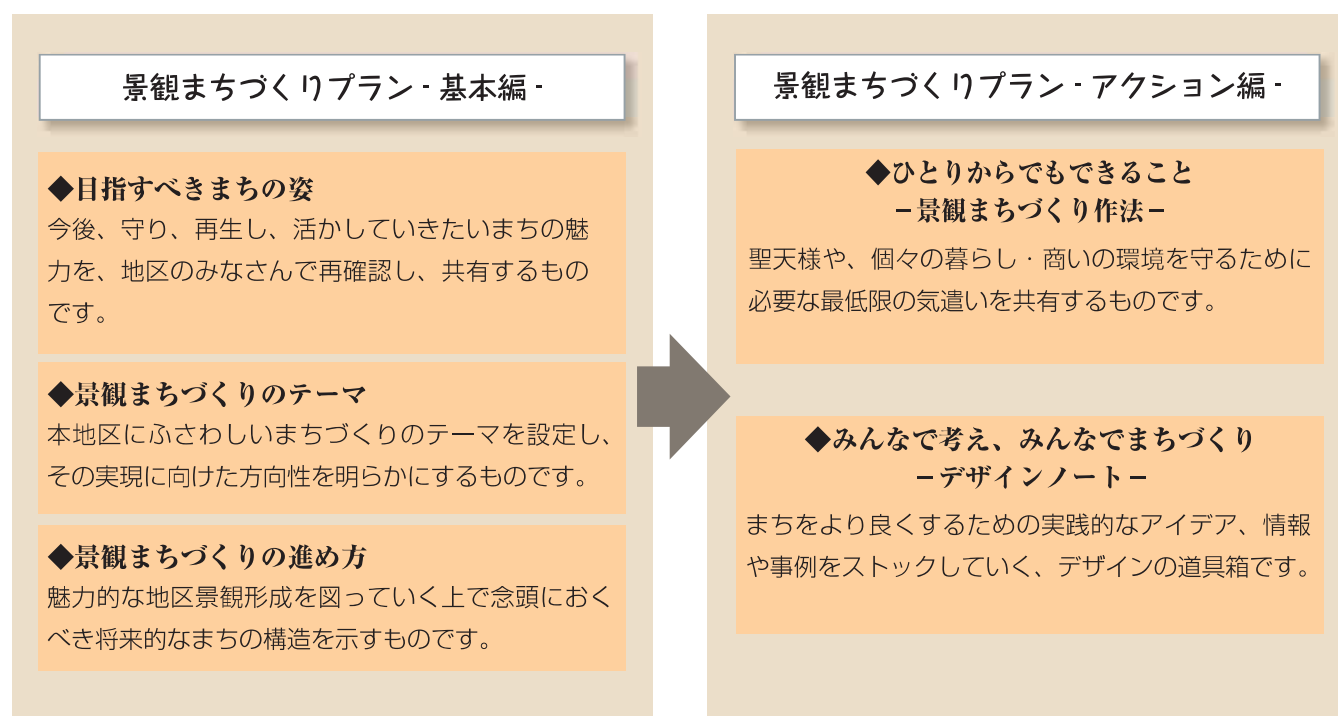 景観まちづくりプラン - 基本編 -
◆目指すべきまちの姿
今後、守り、再生し、活かしていきたいまちの魅
力を、地区のみなさんで再確認し、共有するもの
です。
◆景観まちづくりのテーマ
本地区にふさわしいまちづくりのテーマを設定し、
その実現に向けた方向性を明らかにするものです。
◆景観まちづくりの進め方
魅力的な地区景観形成を図っていく上で念頭におく
べき将来的なまちの構造を示すものです。
景観まちづくりプラン - アクション編 -
◆ひとりからでもできること
−景観まちづくり作法−
聖天様や、個々の暮らし・商いの環境を守るために
必要な最低限の気遣いを共有するものです。
◆みんなで考え、みんなでまちづくり
−デザインノート−
まちをより良くするための実践的なアイデア、情報
や事例をストックしていく、デザインの道具箱です。